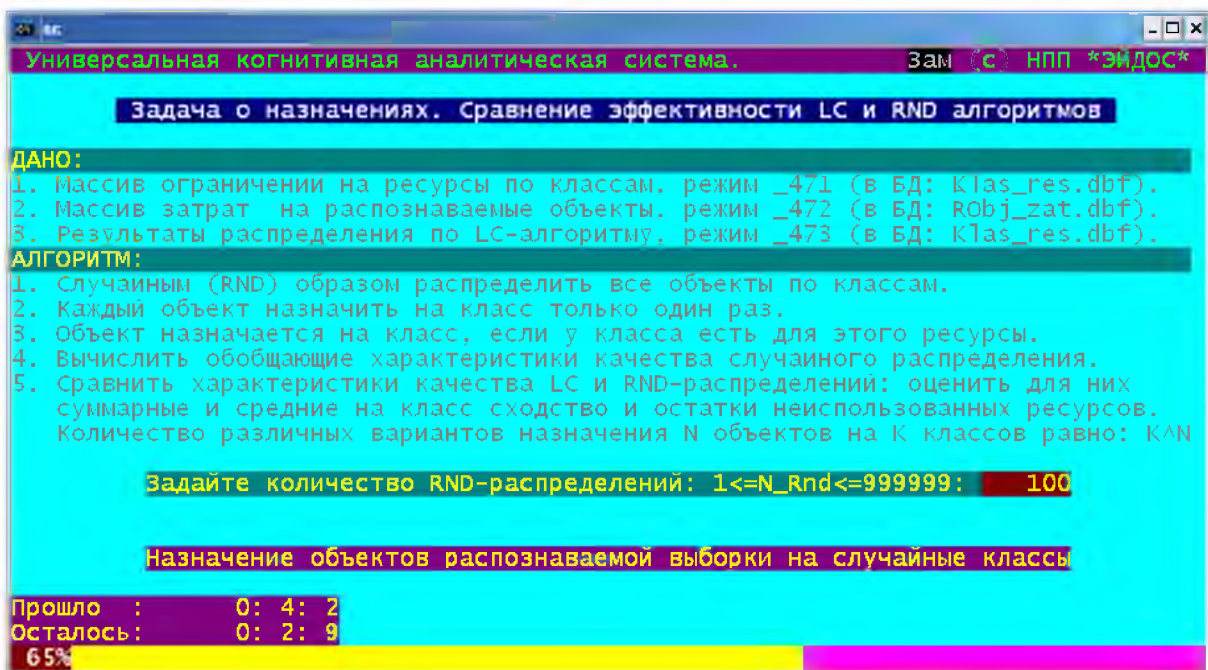 Универсальная когнитивная аналитическая система. Зам (с) НПП *ЭЙДОС*
Задача о назначениях. Сравнение эффективности LC и RND алгоритмов
ДАНО:
1. Массив ограничении на ресурсы по классам, режим _471 (в БД: Klas_res.dbf).
2. Массив затрат на распознаваемые объекты, режим _472 (в БД: RObj_zat.dbf).
3. Результаты распределения по LC-алгоритму, режим _473 (в БД: Klas_res.dbf).
АЛГОРИТМ:
1. Случайным (RND) образом распределить все объекты по классам.
2. Каждый объект назначить на класс только один раз.
3. Объект назначается на класс, если у класса есть для этого ресурсы.
4. Вычислить обобщающие характеристики качества случайного распределения.
5. Сравнить характеристики качества LC и RND-распределений: оценить для них
суммарные и средние на класс сходство и остатки неиспользованных ресурсов.
Количество различных вариантов назначения N объектов на K классов равно: K^N
Задайте количество RND-распределений: 1<=N_Rnd<=999999: 100
Назначение объектов распознаваемой выборки на случайные классы
Прошло : 0: 4: 2
Осталось: 0: 2: 9
65%